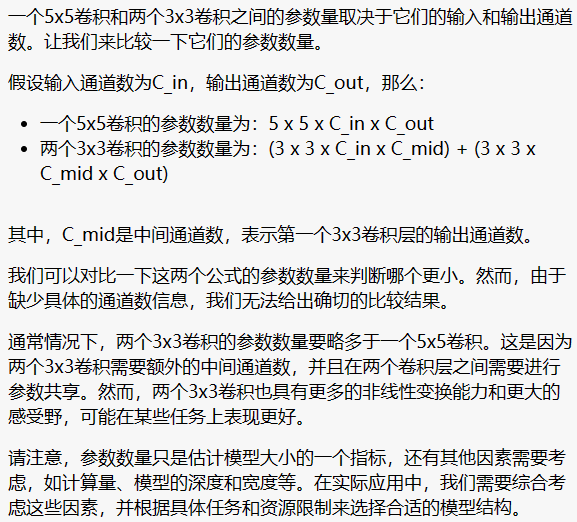 一个5x5卷积和两个3x3卷积之间的参数量取决于它们的输入和输出通道
数。让我们来比较一下它们的参数数量。
假设输入通道数为C_in，输出通道数为C_out，那么：
• 一个5x5卷积的参数数量为：5 x 5 x C_in x C_out
• 两个3x3卷积的参数数量为：(3 x 3 x C_in x C_mid) + (3 x 3 x
C_mid x C_out)
其中，C_mid是中间通道数，表示第一个3x3卷积层的输出通道数。
我们可以对比一下这两个公式的参数数量来判断哪个更小。然而，由于
缺少具体的通道数信息，我们无法给出确切的比较结果。
通常情况下，两个3x3卷积的参数数量要略多于一个5x5卷积。这是因为
两个3x3卷积需要额外的中间通道数，并且在两个卷积层之间需要进行
参数共享。然而，两个3x3卷积也具有更多的非线性变换能力和更大的
感受野，可能在某些任务上表现更好。
请注意，参数数量只是估计模型大小的一个指标，还有其他因素需要考
虑，如计算量、模型的深度和宽度等。在实际应用中，我们需要综合考
虑这些因素，并根据具体任务和资源限制来选择合适的模型结构。